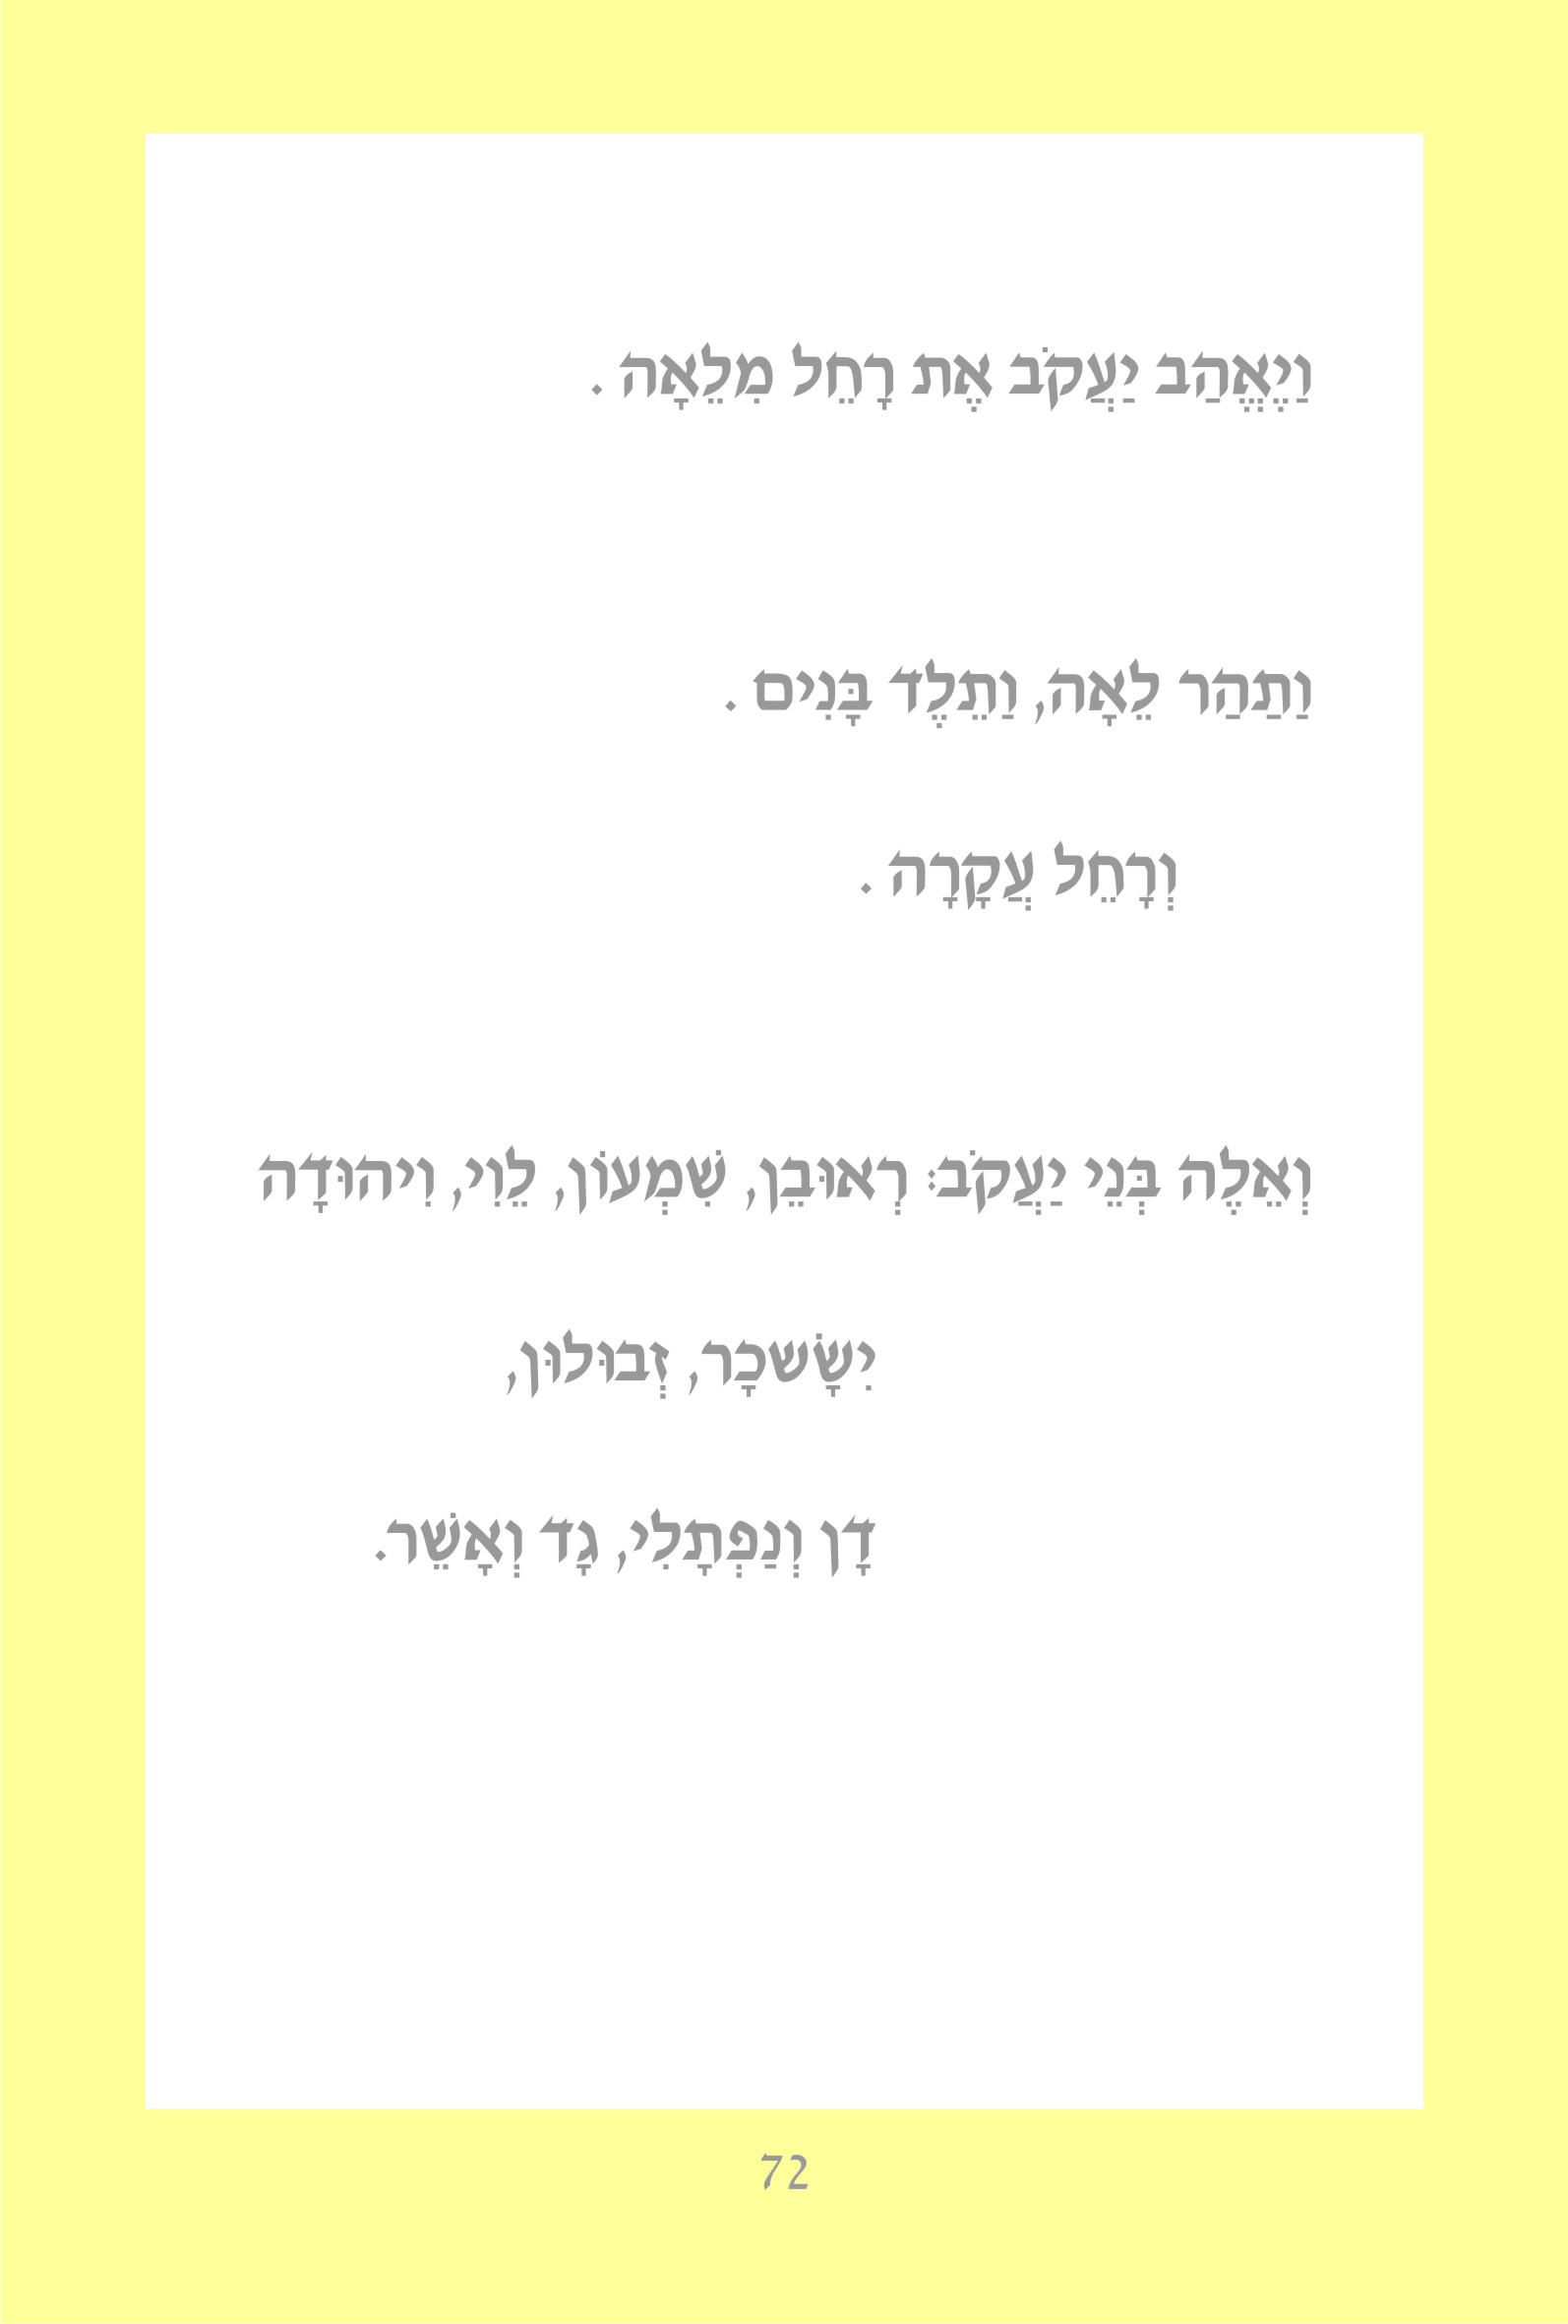 וַיֶאֱהַב יַעֲקֹב אֶת רָחֵל מִלֵאָה .
וַתַהַר לֵאָה, וַתֵלֶד בָּנִים .
וְרָחֵל עֲקָרָה .
וְאֵלֶה בְּנֵי יַעֲקֹב: רְאוּבֵן, שִׁמְעוֹן, לֵוִי, וִיהוּדָה
יִשָׂשכָר, זְבוּלוּן,
דָן וְנַפְתָלִי, גָד וְאָשֵׁר.
72